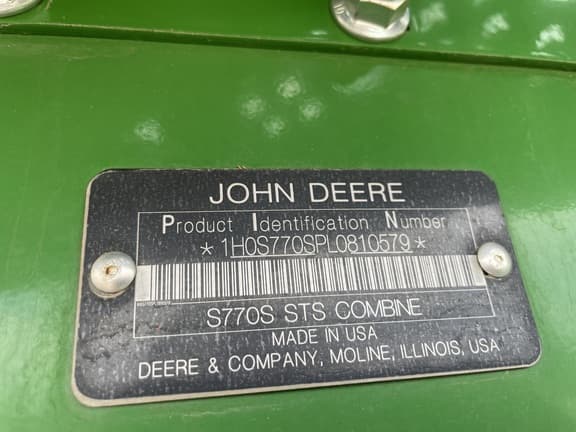 JOHN DEERE
Product Identification Number
*1H0S770SPL0810579*
S770S STS COMBINE
MADE IN USA
DEERE & COMPANY, MOLINE, ILLINOIS, USA